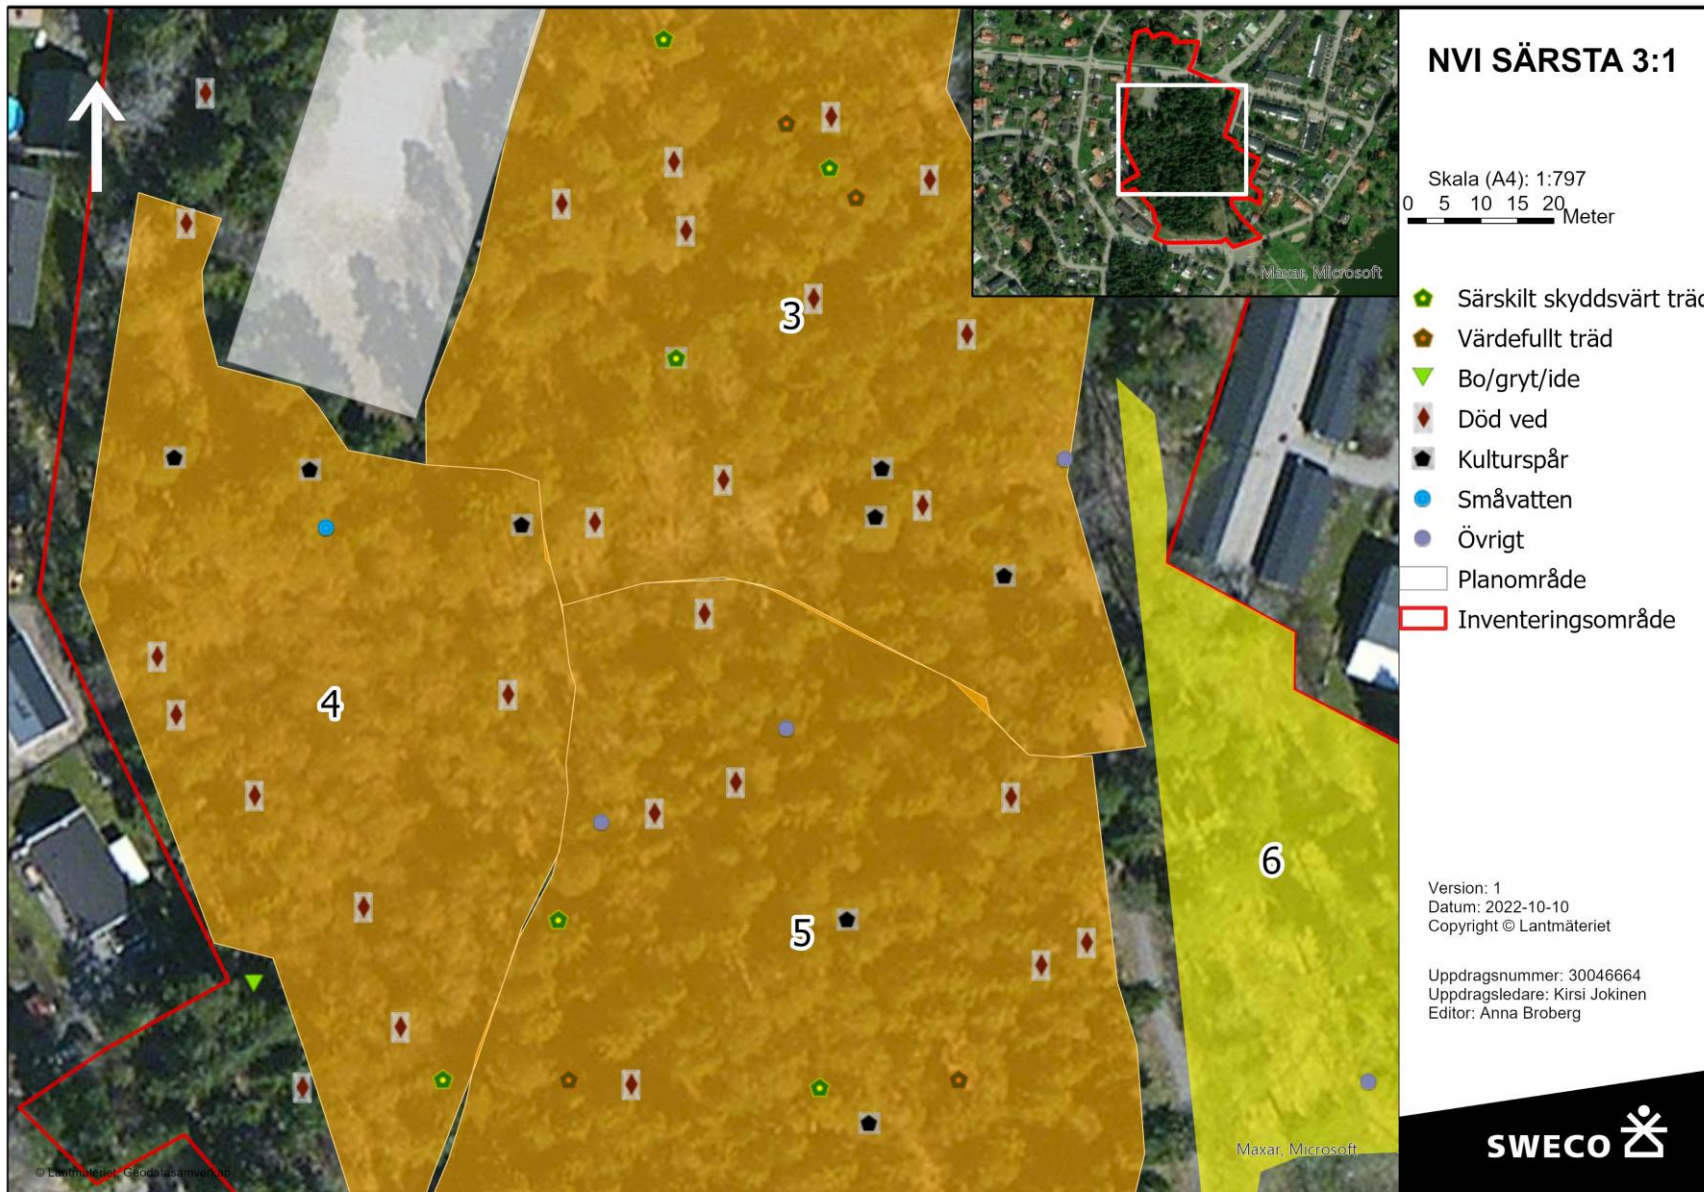 NVI SÄRSTA 3:1
Skala (A4): 1:797
0 5 10 15 20
Meter
Särskilt skyddsvärt träd
Värdefullt träd
Bo/gryt/ide
Död ved
Kulturspår
Småvatten
Övrigt
Planområde
Inventeringsområde
Maxar, Microsoft
3
4
5
6
Version: 1
Datum: 2022-10-10
Copyright © Lantmäteriet
Uppdragsnummer: 30046664
Uppdragsledare: Kirsi Jokinen
Editor: Anna Broberg
SWECO
Maxar, Microsoft
© Lantmäteriet, Geodatasamverkan